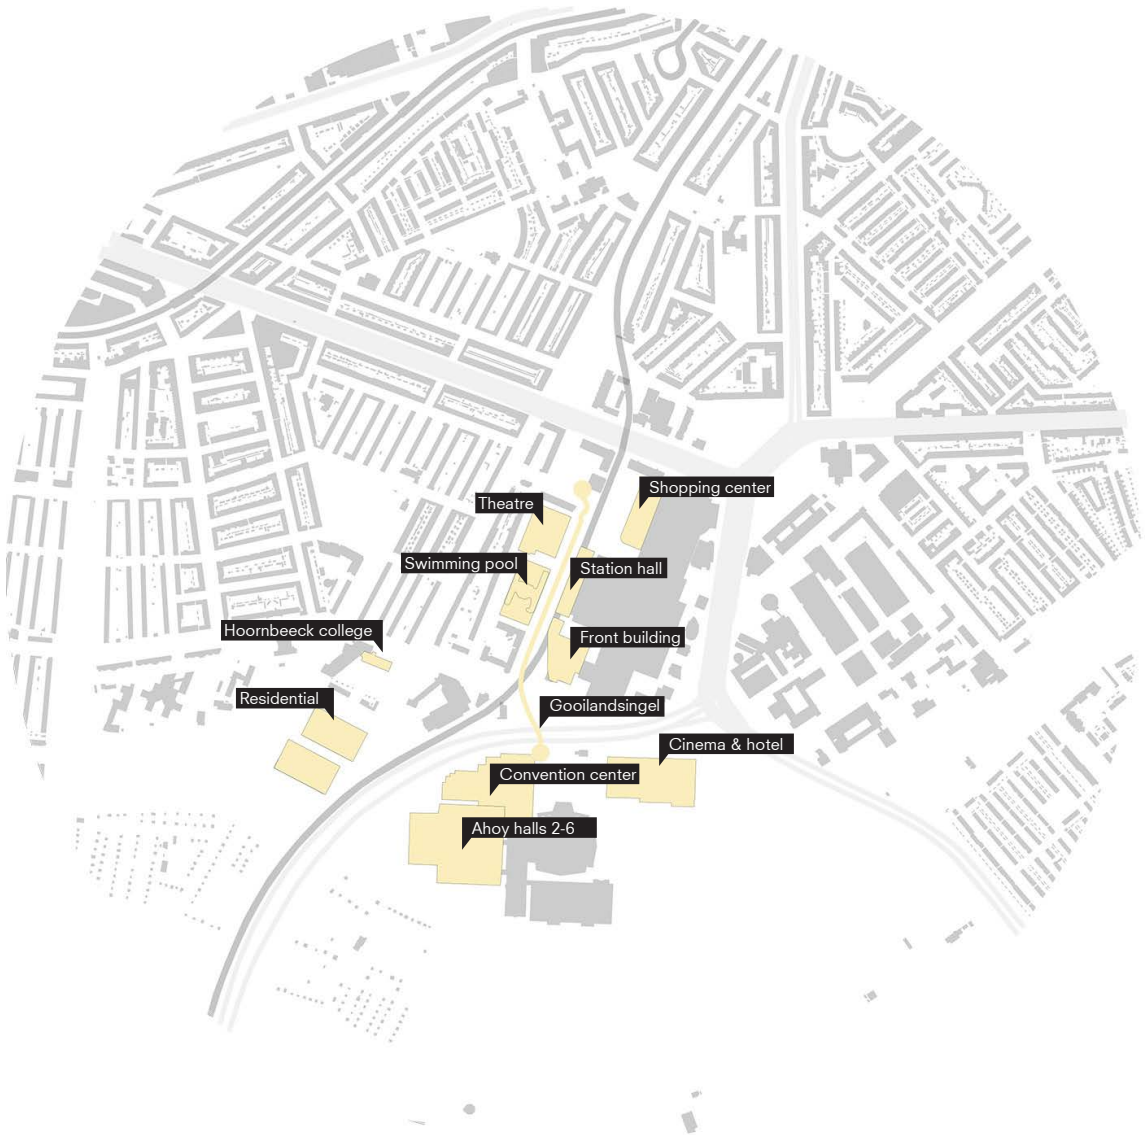 Shopping center
Theatre
Swimming pool
Station hall
Hoornbeeck college
Front building
Residential
Gooilandsingel
Cinema & hotel
Convention center
Ahoy halls 2-6